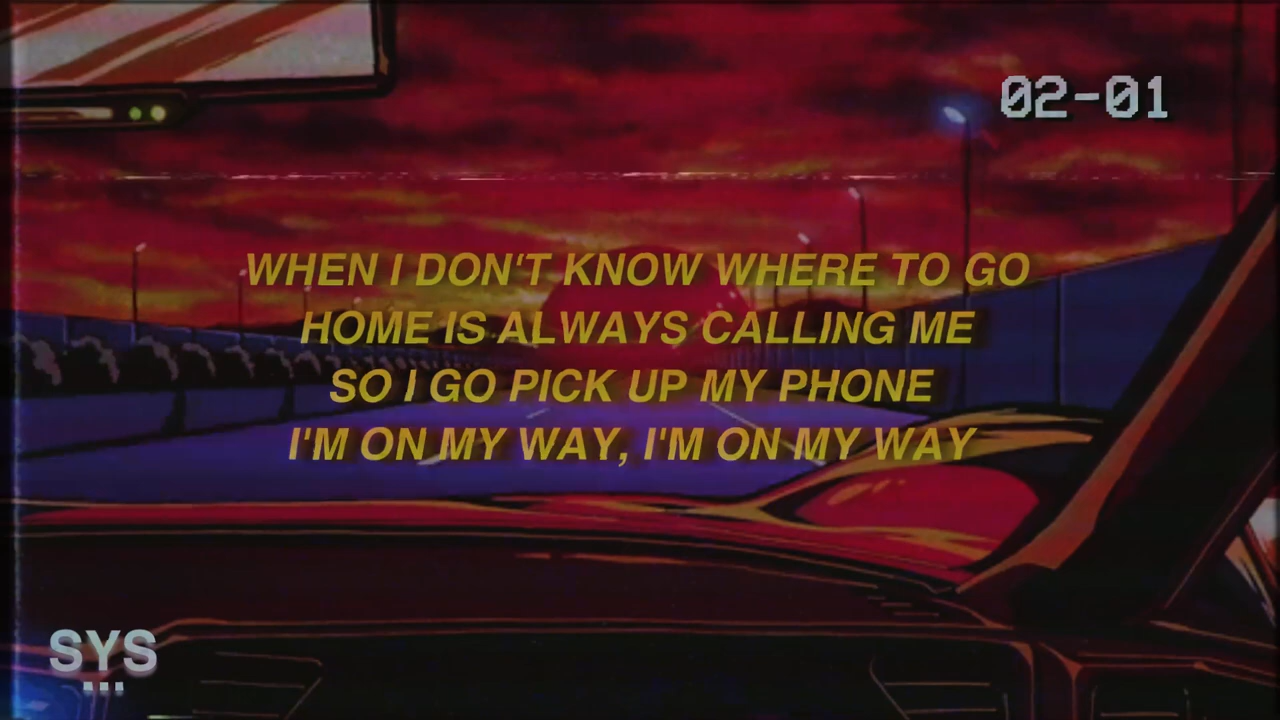 02-01
WHEN I DON'T KNOW WHERE TO GO
HOME IS ALWAYS CALLING ME
SO I GO PICK UP MY PHONE
I'M ON MY WAY, I'M ON MY WAY
SYS
...